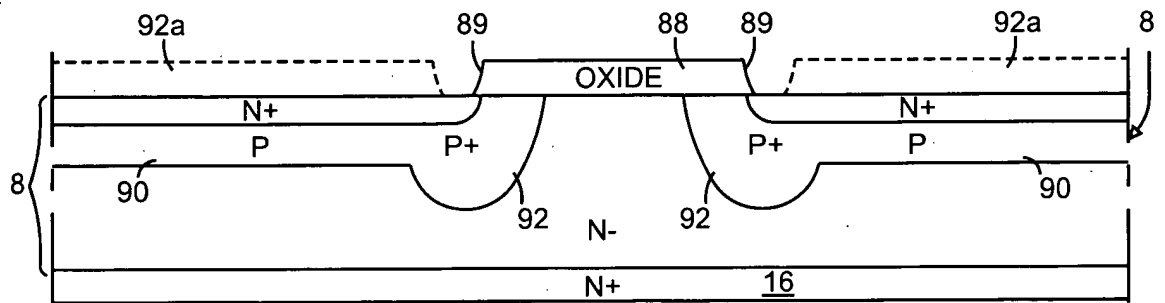 92a 89 88 89 92a 8
OXIDE
N+ N+
P P+ P+ P
8
90 92 92 90
N-
N+ 16